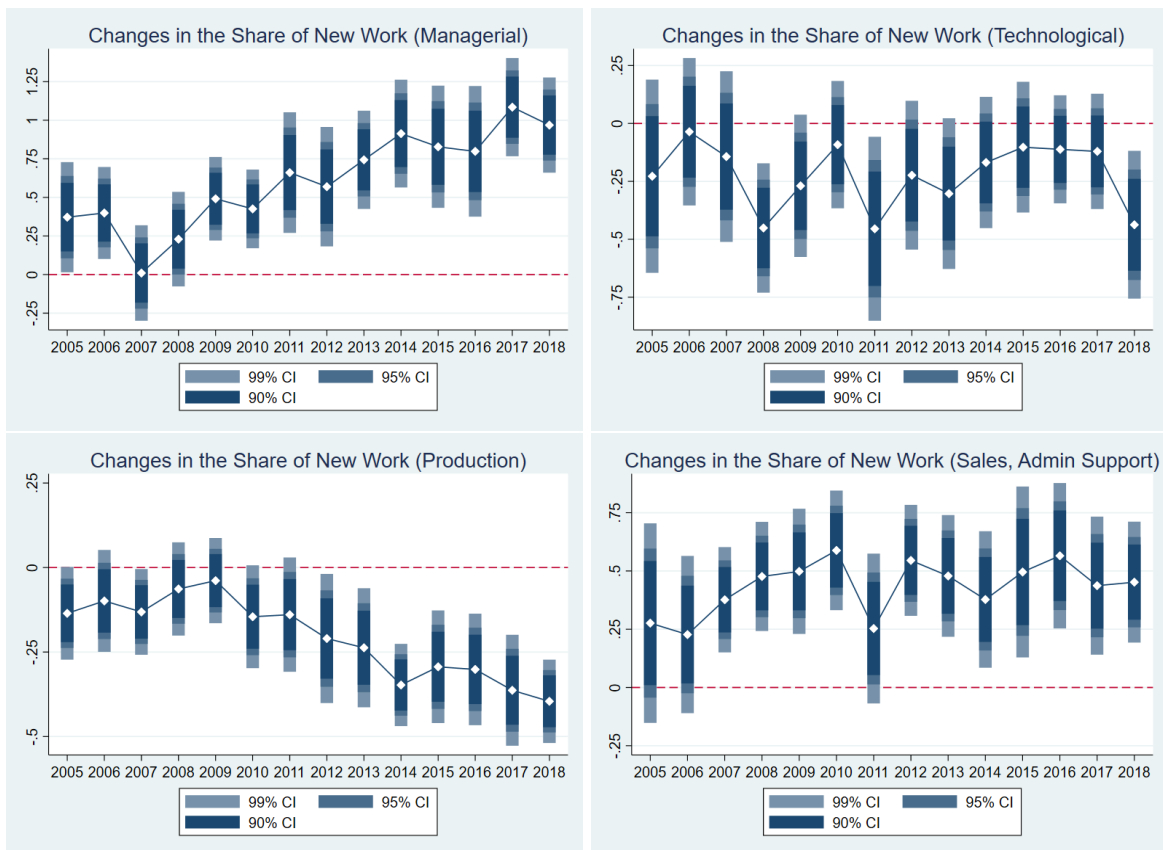 Changes in the Share of New Work (Managerial)
1.25
1
.75
.5
.25
0
-.25
2005 2006 2007 2008 2009 2010 2011 2012 2013 2014 2015 2016 2017 2018
99% CI 95% CI
90% CI
Changes in the Share of New Work (Technological)
.25
0
-.25
-.5
-.75
2005 2006 2007 2008 2009 2010 2011 2012 2013 2014 2015 2016 2017 2018
99% CI 95% CI
90% CI
Changes in the Share of New Work (Production)
.25
0
-.25
-.5
2005 2006 2007 2008 2009 2010 2011 2012 2013 2014 2015 2016 2017 2018
99% CI 95% CI
90% CI
Changes in the Share of New Work (Sales, Admin Support)
.75
.5
.25
0
-.25
2005 2006 2007 2008 2009 2010 2011 2012 2013 2014 2015 2016 2017 2018
99% CI 95% CI
90% CI